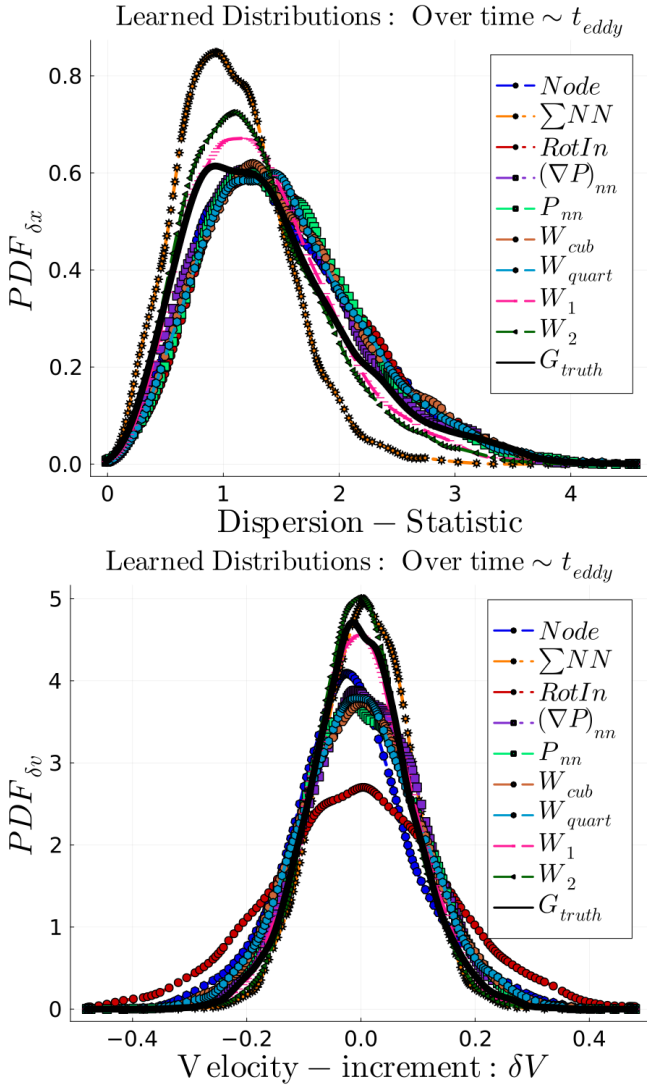 Learned Distributions : Over time ∼ t_eddy
PDF_δx
0.8
0.6
0.4
0.2
0.0
0
1
2
3
4
Dispersion − Statistic
Node
∑NN
RotIn
(∇P)_nn
P_nn
W_cub
W_quart
W_1
W_2
G_truth
Learned Distributions : Over time ∼ t_eddy
PDF_δv
5
4
3
2
1
0
−0.4
−0.2
0.0
0.2
0.4
V elocity − increment : δV
Node
∑NN
RotIn
(∇P)_nn
P_nn
W_cub
W_quart
W_1
W_2
G_truth